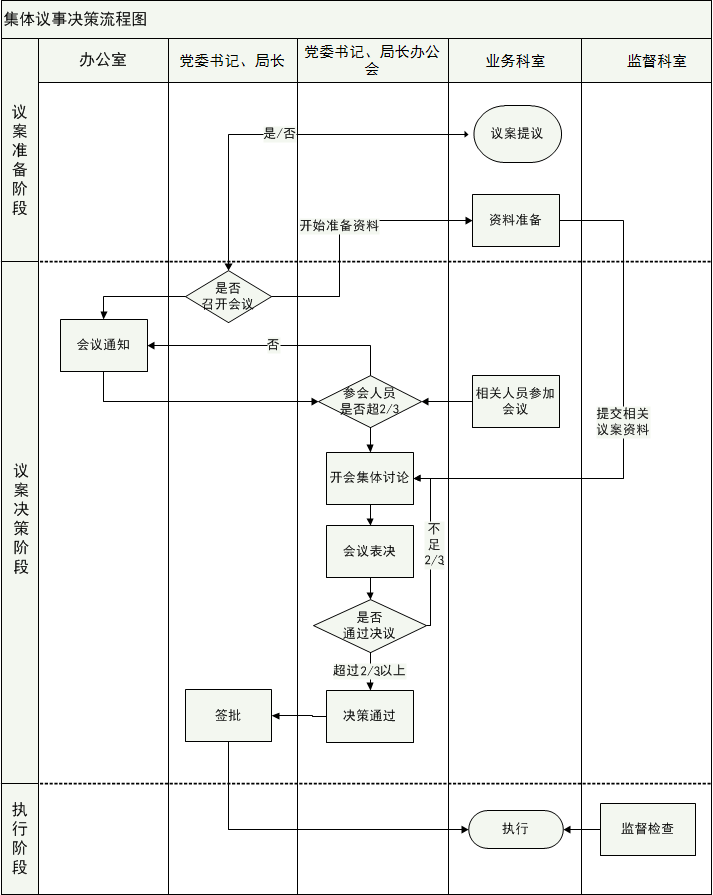 集体议事决策流程图
办公室
党委书记、局长
党委书记、局长办公
会
业务科室
监督科室
议
案
准
备
阶
段
是/否
议案提议
开始准备资料
资料准备
议
案
决
策
阶
段
是否
召开会议
会议通知
否
参会人员
是否超2/3
相关人员参加
会议
提交相关
议案资料
开会集体讨论
不
足
2/3
会议表决
是否
通过决议
超过2/3以上
签批
决策通过
执
行
阶
段
执行
监督检查